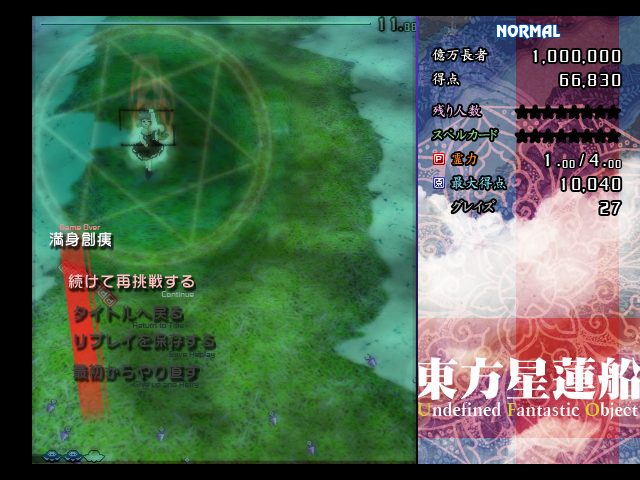 11.66
Game Over
満身創痍
続けて再挑戦する
Continue
タイトルへ戻る
Return to Title
リプレイを保存する
Save Replay
最初からやり直す
NORMAL
億万長者 1,000,000
得点 66,830
残り人数
スペルカード
P 霊力 1.00/4.00
最大得点 10,040
グレイズ 27
東方星蓮船
Undefined Fantastic Object